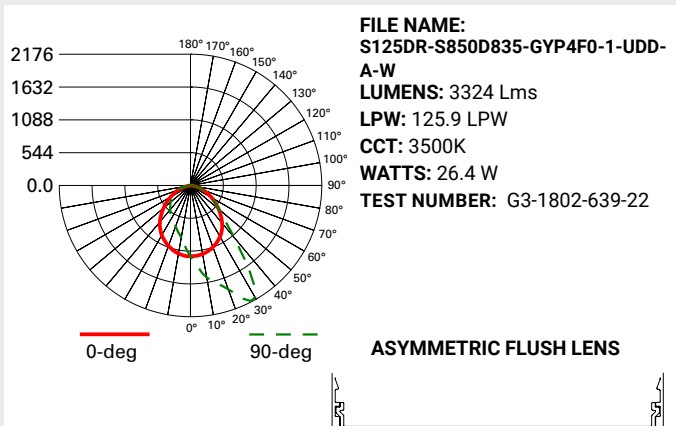 2176
1632
1088
544
0.0
180°
170°
160°
150°
140°
130°
120°
110°
100°
90°
80°
70°
60°
50°
40°
30°
20°
10°
0°
0-deg
90-deg
FILE NAME:
S125DR-S850D835-GYP4F0-1-UDD-
A-W
LUMENS: 3324 Lms
LPW: 125.9 LPW
CCT: 3500K
WATTS: 26.4 W
TEST NUMBER: G3-1802-639-22
ASYMMETRIC FLUSH LENS